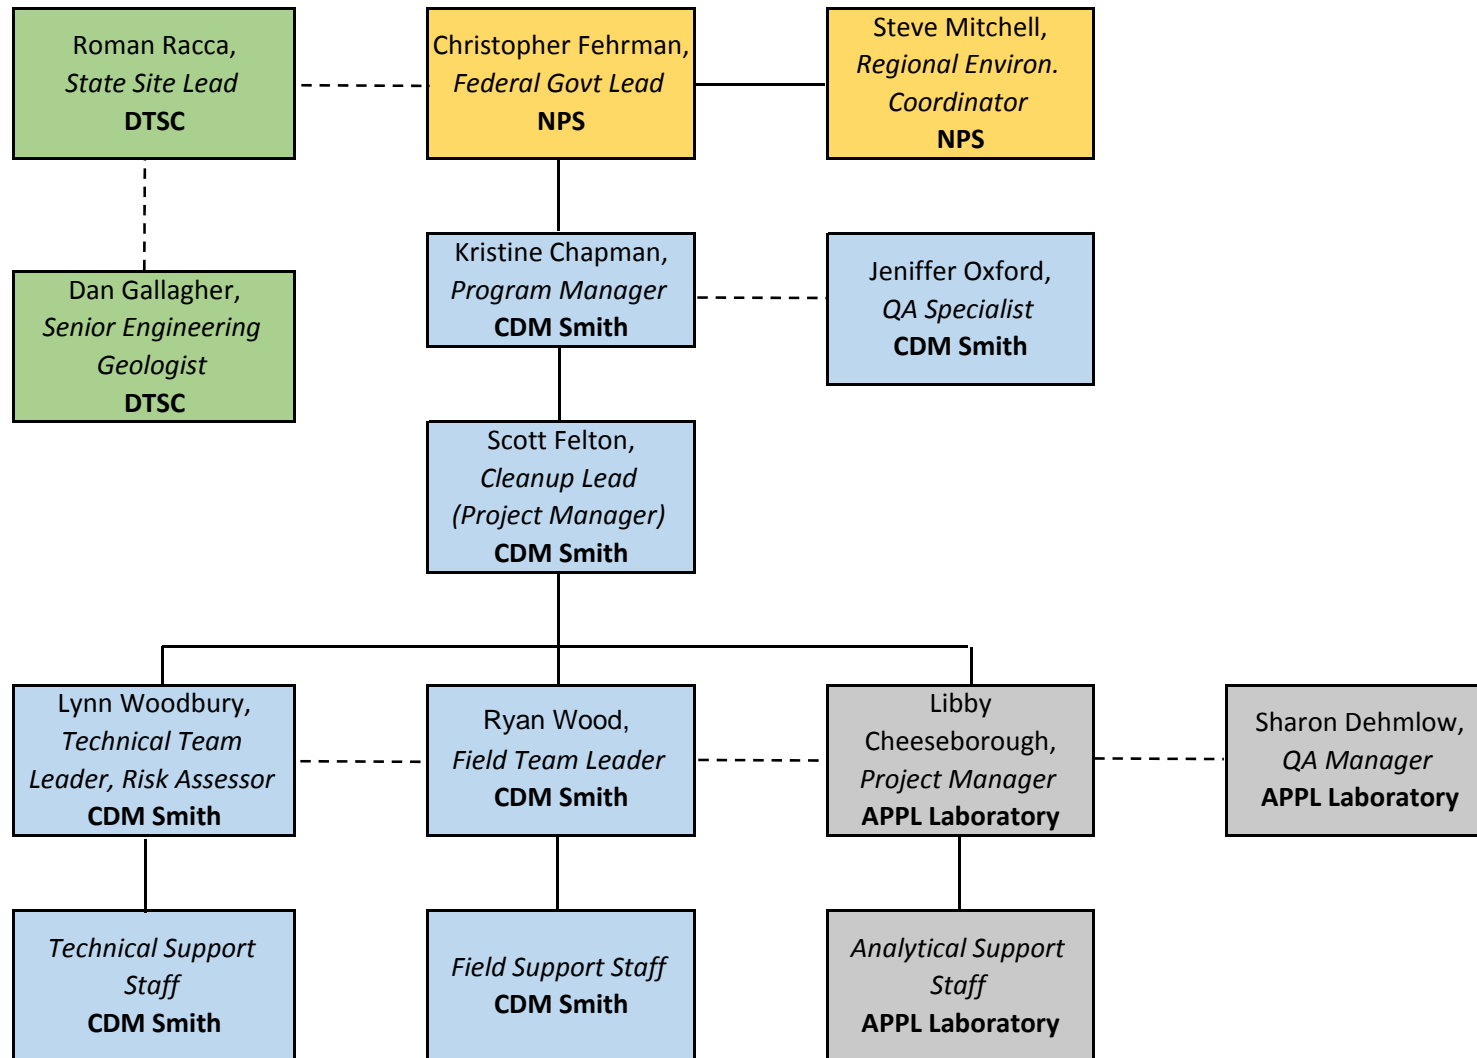 Roman Racca,
State Site Lead
DTSC
Christopher Fehrman,
Federal Govt Lead
NPS
Steve Mitchell,
Regional Environ.
Coordinator
NPS
Dan Gallagher,
Senior Engineering
Geologist
DTSC
Kristine Chapman,
Program Manager
CDM Smith
Jeniffer Oxford,
QA Specialist
CDM Smith
Scott Felton,
Cleanup Lead
(Project Manager)
CDM Smith
Lynn Woodbury,
Technical Team
Leader, Risk Assessor
CDM Smith
Ryan Wood,
Field Team Leader
CDM Smith
Libby
Cheeseborough,
Project Manager
APPL Laboratory
Sharon Dehmlow,
QA Manager
APPL Laboratory
Technical Support
Staff
CDM Smith
Field Support Staff
CDM Smith
Analytical Support
Staff
APPL Laboratory